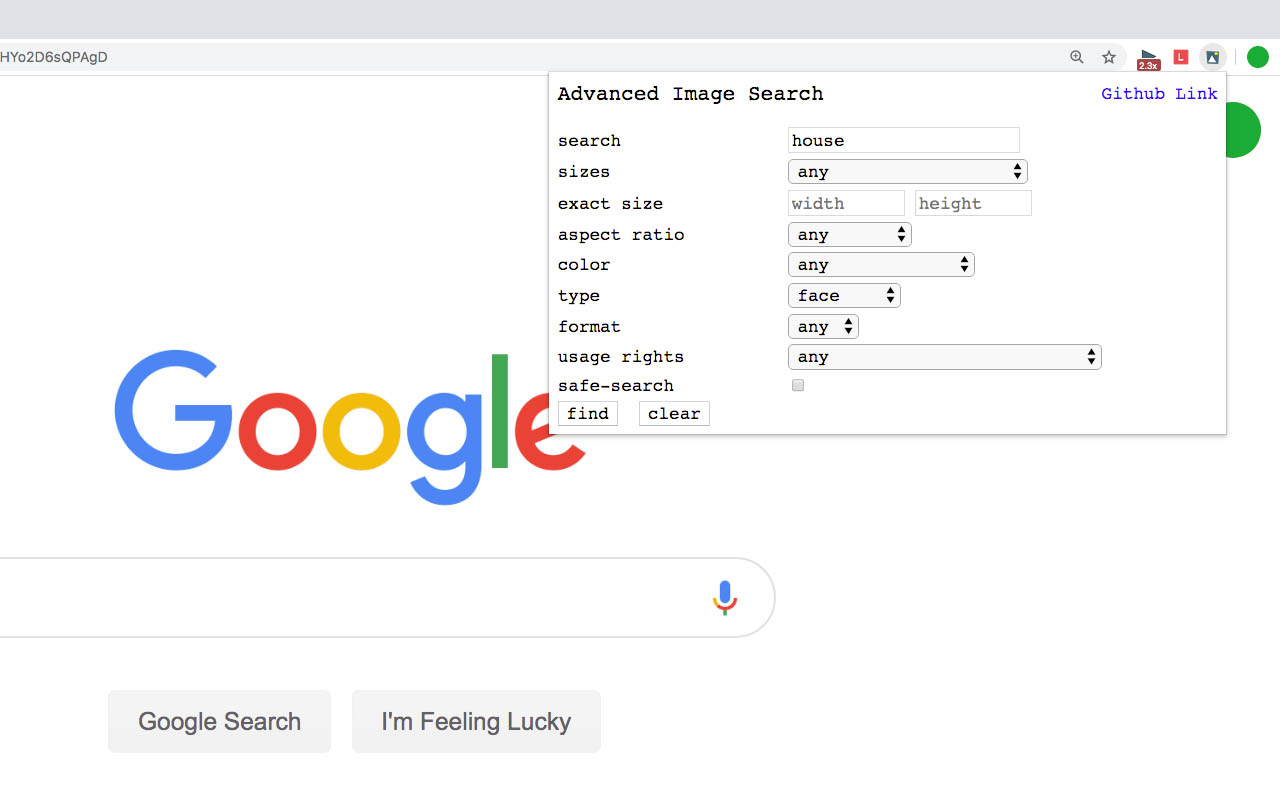 HYo2D6sQPAgD
2.3x
L
Advanced Image Search
Github Link
search house
sizes any
exact size width height
aspect ratio any
color any
type face
format any
usage rights any
safe-search
find clear
Google
Google Search I'm Feeling Lucky